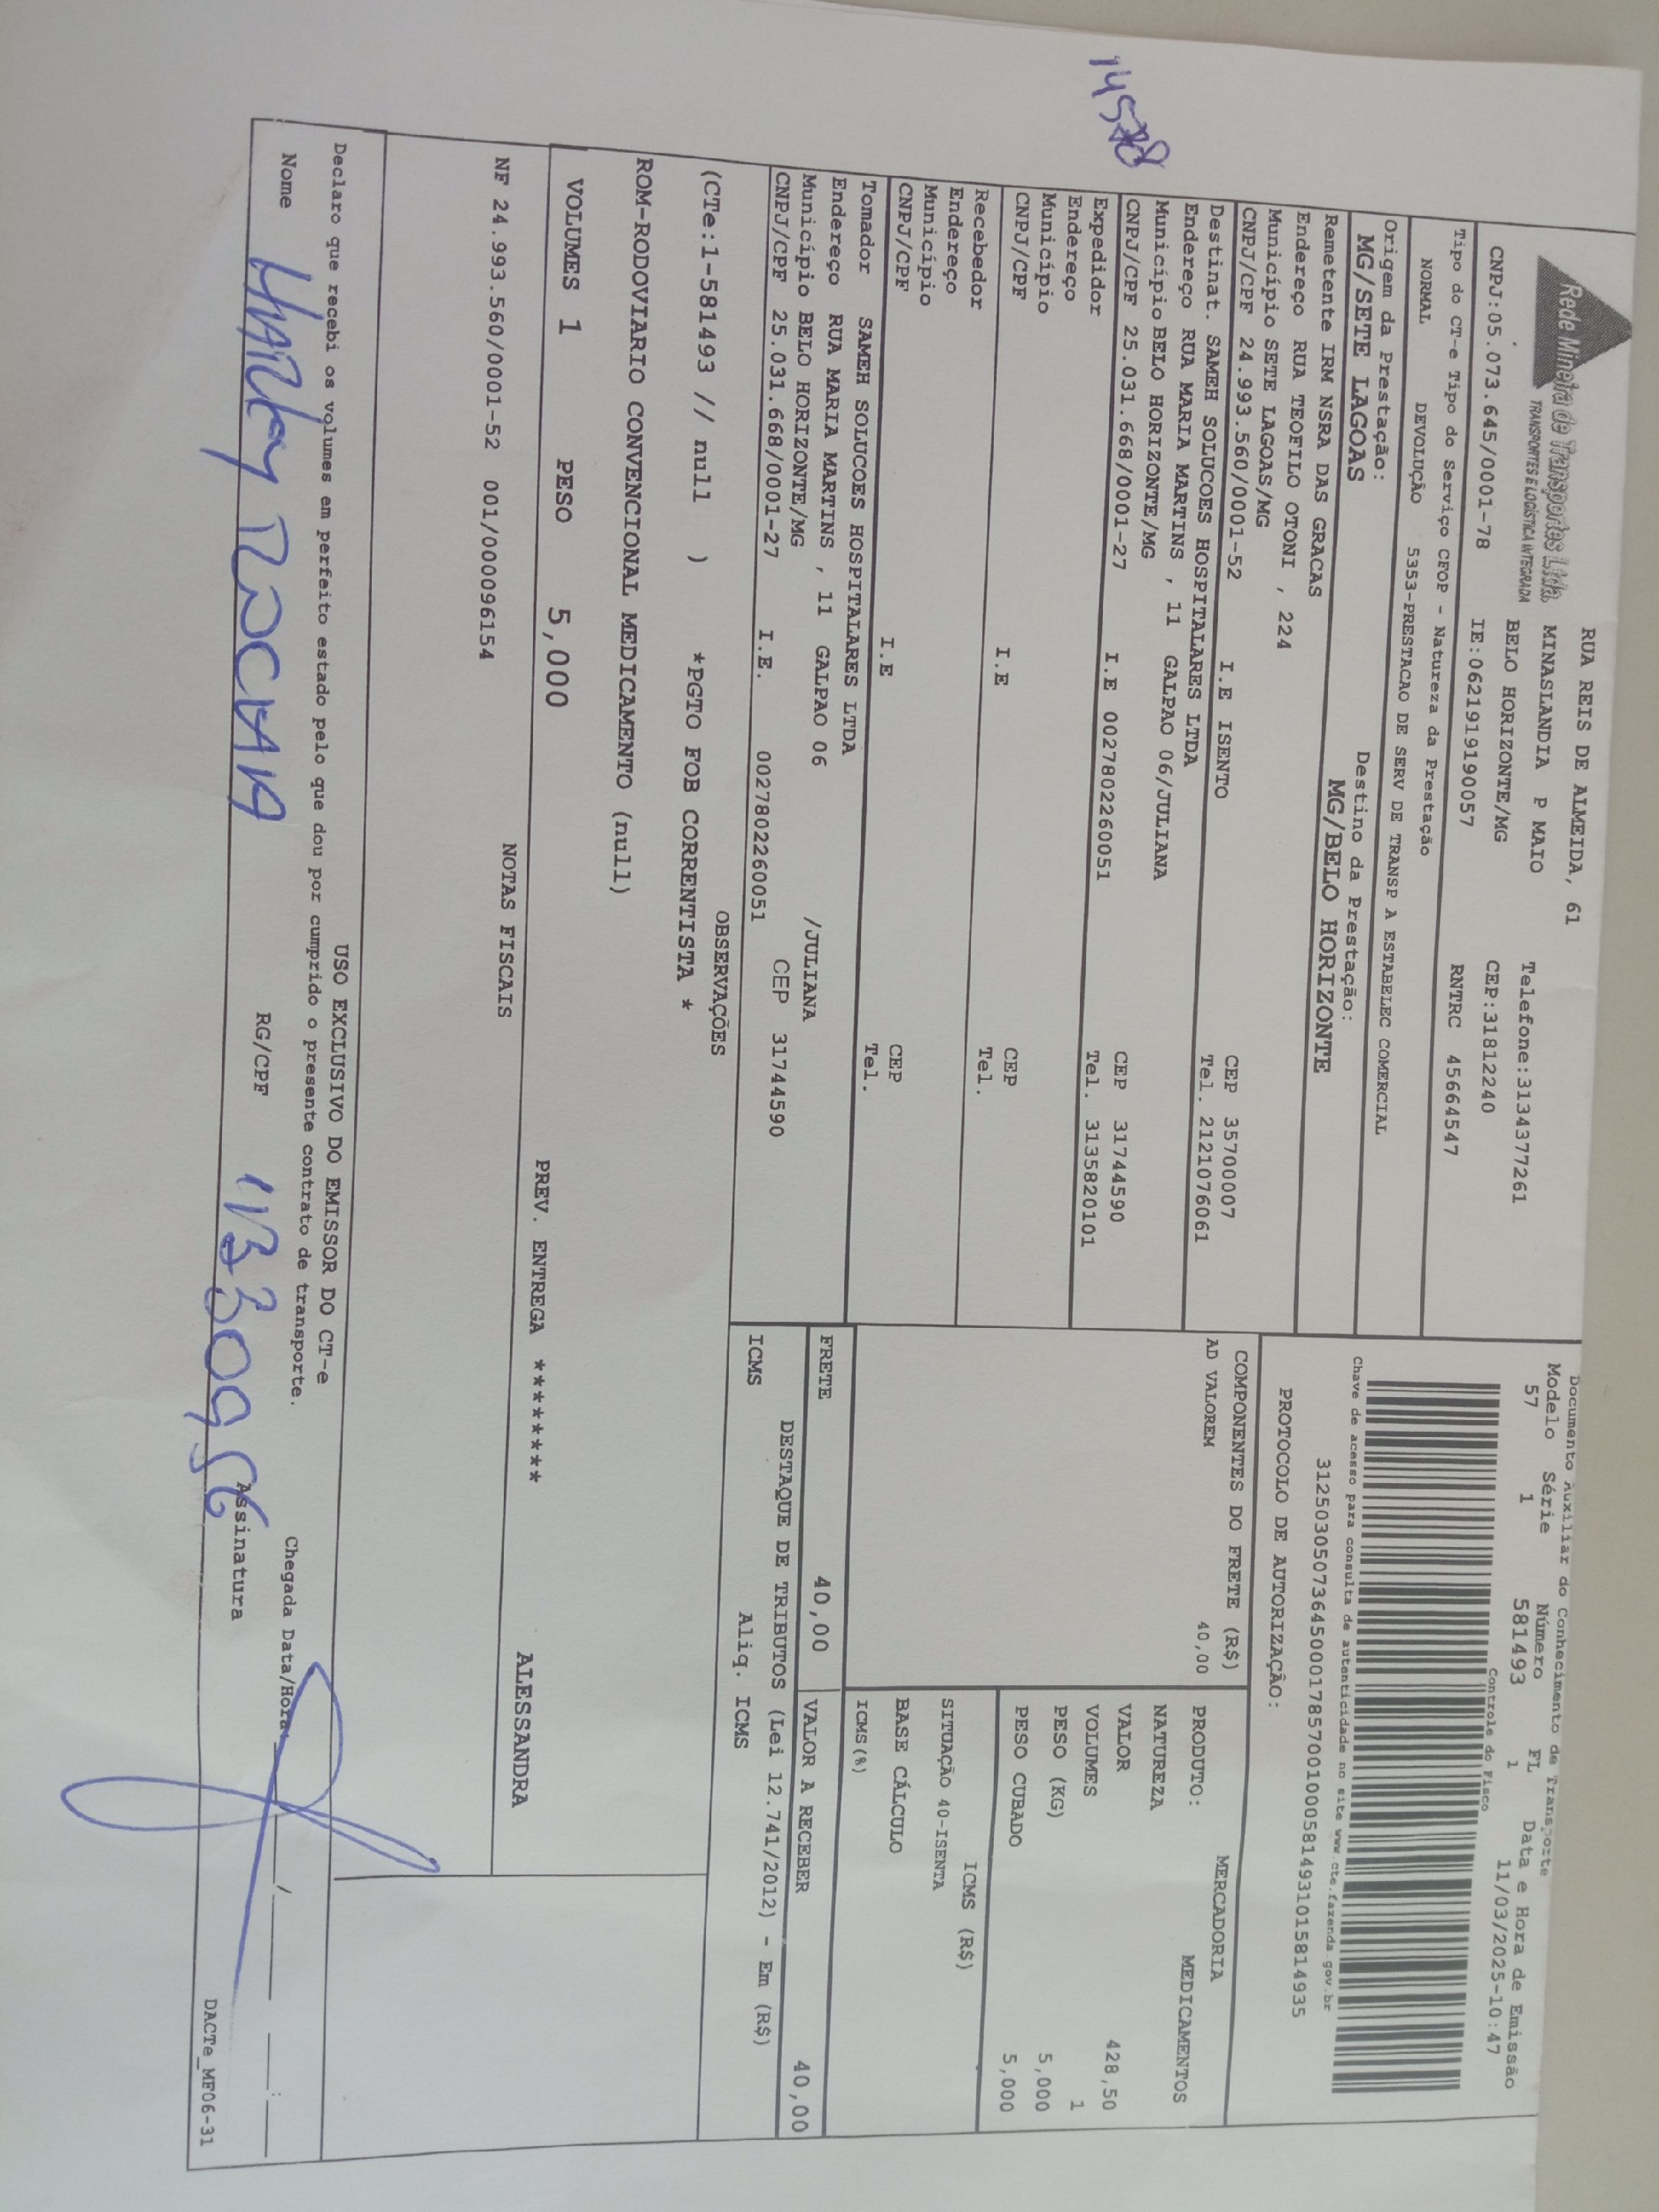 Rede Mineira de Transportes Ltda
TRANSPORTES E LOGÍSTICA INTEGRADA
RUA REIS DE ALMEIDA, 61
MINASLANDIA P MAIO Telefone:3134377261
BELO HORIZONTE/MG CEP:31812240
CNPJ:05.073.645/0001-78 IE:0621919190057 RNTRC 45664547
Documento Auxiliar do Conhecimento de Transporte
Modelo Série Número FL Data e Hora de Emissão
57 1 581493 1 11/03/2025-10:47
Controle do Fisco
Chave de acesso para consulta de autenticidade no site www.cte.fazenda.gov.br
31250305073645000178570010005814931015814935
PROTOCOLO DE AUTORIZAÇÃO:
Tipo do CT-e Tipo do Serviço CFOP - Natureza da Prestação
NORMAL DEVOLUÇÃO 5353-PRESTACAO DE SERV DE TRANSP A ESTABELEC COMERCIAL
Origem da Prestação: Destino da Prestação:
MG/SETE LAGOAS MG/BELO HORIZONTE
Remetente IRM NSRA DAS GRACAS
Endereço RUA TEOFILO OTONI , 224
Município SETE LAGOAS/MG CEP 35700007
CNPJ/CPF 24.993.560/0001-52 I.E ISENTO Tel. 2121076061
Destinat. SAMEH SOLUCOES HOSPITALARES LTDA
Endereço RUA MARIA MARTINS , 11 GALPAO 06/JULIANA
Município BELO HORIZONTE/MG CEP 31744590
CNPJ/CPF 25.031.668/0001-27 I.E 0027802260051 Tel. 3135820101
Expedidor
Endereço
Município CEP
CNPJ/CPF I.E Tel.
Recebedor
Endereço
Município CEP
CNPJ/CPF I.E Tel.
Tomador SAMEH SOLUCOES HOSPITALARES LTDA
Endereço RUA MARIA MARTINS , 11 GALPAO 06 /JULIANA
Município BELO HORIZONTE/MG CEP 31744590
CNPJ/CPF 25.031.668/0001-27 I.E. 0027802260051
COMPONENTES DO FRETE (R$)
AD VALOREM 40,00
MERCADORIA
PRODUTO: MEDICAMENTOS
NATUREZA
VALOR 428,50
VOLUMES 1
PESO (KG) 5,000
PESO CUBADO 5,000
ICMS (R$)
SITUAÇÃO 40-ISENTA
BASE CÁLCULO
ICMS(%)
FRETE 40,00 VALOR A RECEBER 40,00
DESTAQUE DE TRIBUTOS (Lei 12.741/2012) - Em (R$)
ICMS Aliq. ICMS
OBSERVAÇÕES
(CTe:1-581493 // null ) *PGTO FOB CORRENTISTA *
ROM-RODOVIARIO CONVENCIONAL MEDICAMENTO (null)
VOLUMES 1 PESO 5,000 PREV. ENTREGA ******** ALESSANDRA
NOTAS FISCAIS
NF 24.993.560/0001-52 001/000096154
USO EXCLUSIVO DO EMISSOR DO CT-e
Declaro que recebi os volumes em perfeito estado pelo que dou por cumprido o presente contrato de transporte.
Nome RG/CPF Assinatura Chegada Data/Hora: / :
DACTe_MF06-31